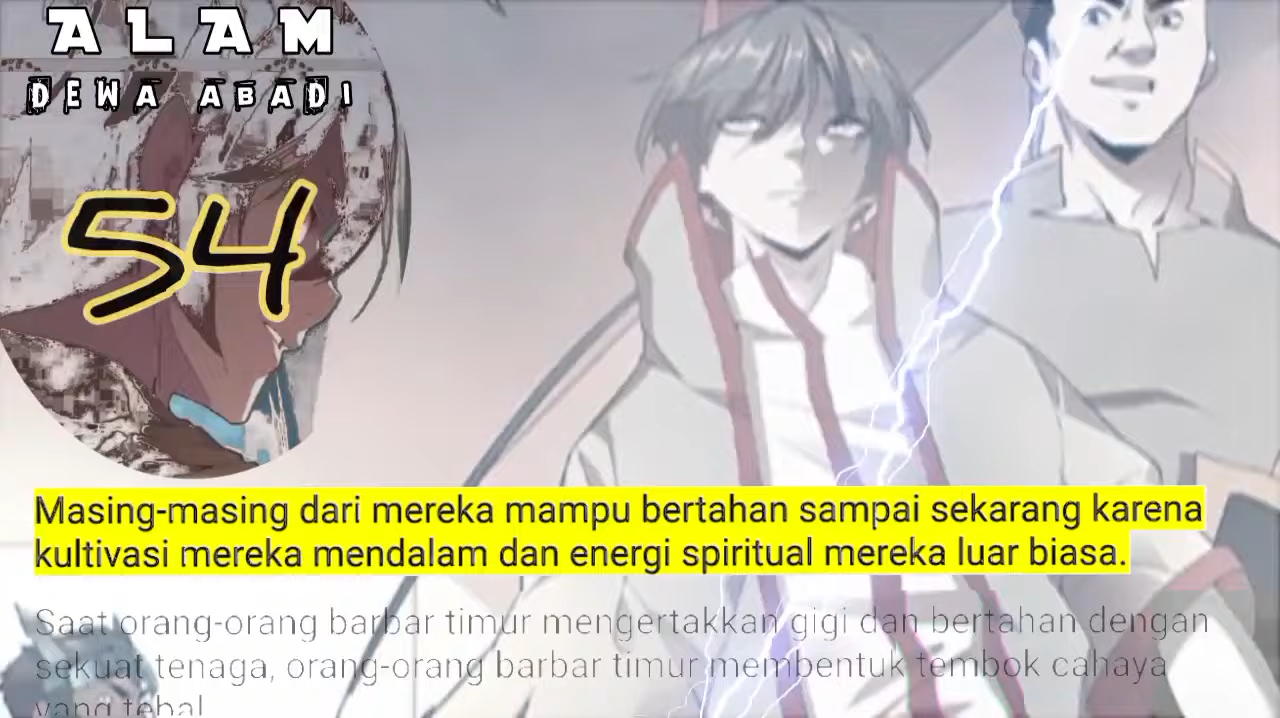 ALAM
DEWA ABADI
54
Masing-masing dari mereka mampu bertahan sampai sekarang karena
kultivasi mereka mendalam dan energi spiritual mereka luar biasa.
Saat orang-orang barbar timur mengertakkan gigi dan bertahan dengan
sekuat tenaga, orang-orang barbar timur membentuk tembok cahaya
yang tebal